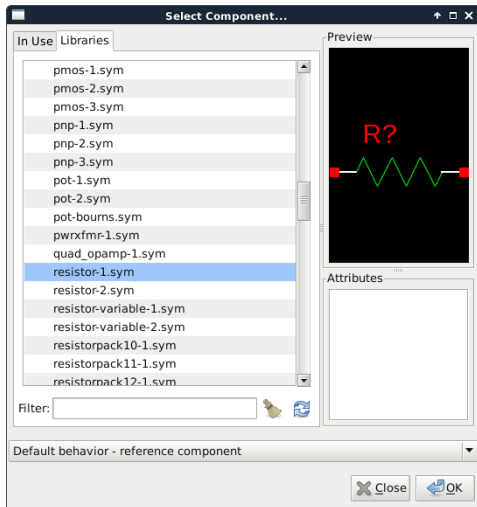 Select Component...
In Use Libraries
pmos-1.sym
pmos-2.sym
pmos-3.sym
pnp-1.sym
pnp-2.sym
pnp-3.sym
pot-1.sym
pot-2.sym
pot-bourns.sym
pwrxfmr-1.sym
quad_opamp-1.sym
resistor-1.sym
resistor-2.sym
resistor-variable-1.sym
resistor-variable-2.sym
resistorpack10-1.sym
resistorpack11-1.sym
resistorpack12-1.sym
Filter:
Preview
R?
Attributes
Default behavior - reference component
Close OK